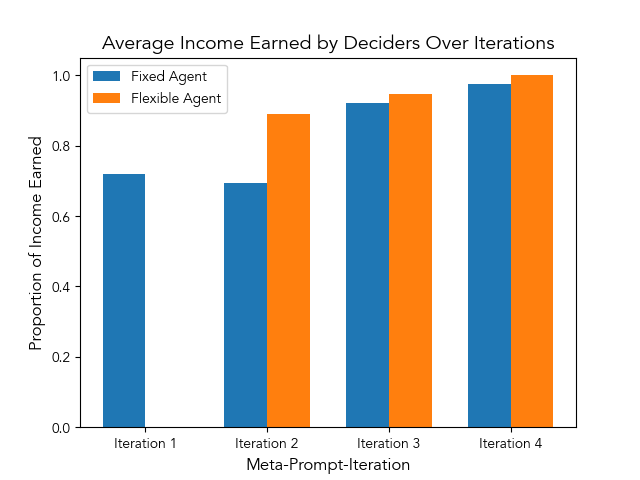 Average Income Earned by Deciders Over Iterations
Fixed Agent
Flexible Agent
Proportion of Income Earned
1.0
0.8
0.6
0.4
0.2
0.0
Iteration 1
Iteration 2
Iteration 3
Iteration 4
Meta-Prompt-Iteration